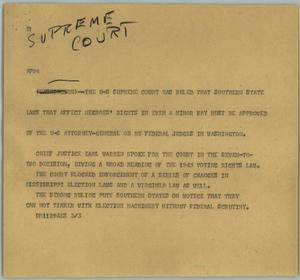 SUPREME
COURT
AP94
--THE U-S SUPREME COURT HAS RULED THAT SOUTHERN STATE
LAWS THAT AFFECT NEGROES' RIGHTS IN EVEN A MINOR WAY MUST BE APPROVED
BY THE U-S ATTORNEY-GENERAL OR BY FEDERAL JUDGES IN WASHINGTON.
CHIEF JUSTICE EARL WARREN SPOKE FOR THE COURT IN THE SEVEN-TO-
TWO DECISION, GIVING A BROAD READING OF THE 1965 VOTING RIGHTS LAW.
THE COURT BLOCKED ENFORCEMENT OF A SERIES OF CHANGES IN
MISSISSIPPI ELECTION LAWS AND A VIRGINIA LAW AS WELL.
THE STRONG RULING PUTS SOUTHERN STATES ON NOTICE THAT THEY
CAN NOT TINKER WITH ELECTION MACHINERY WITHOUT FEDERAL SCRUTINY.
3/3